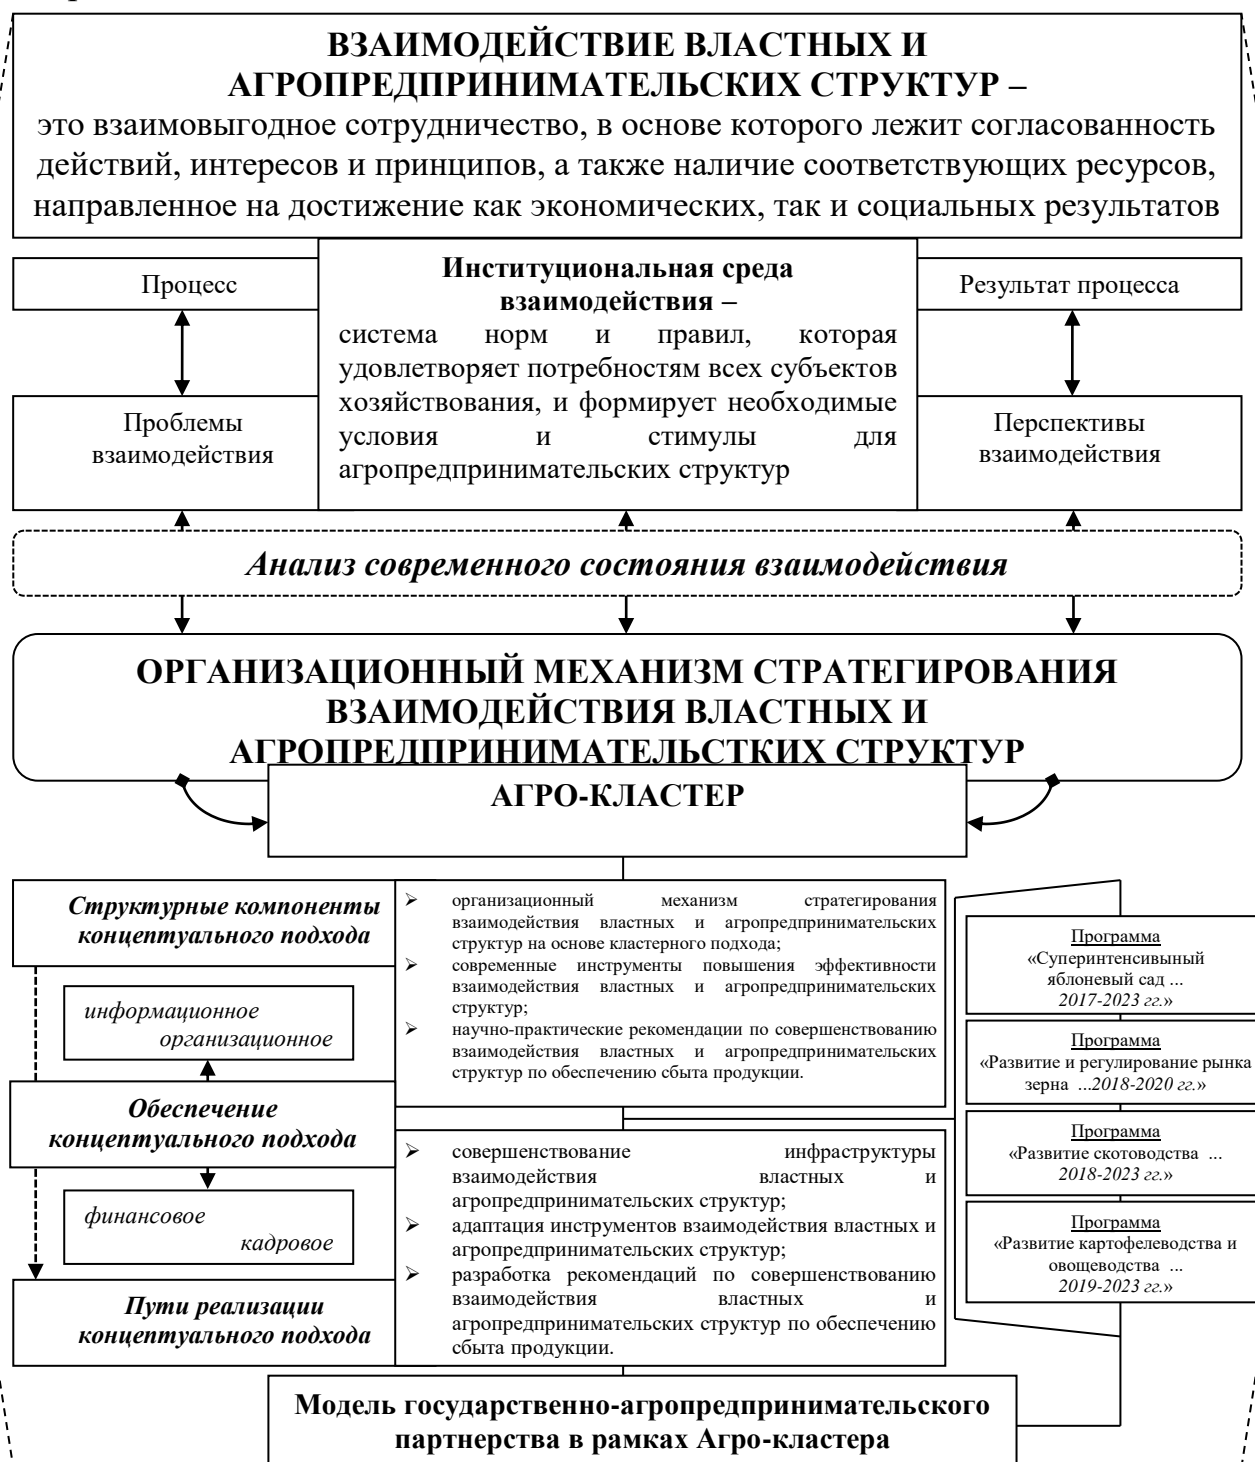 ВЗАИМОДЕЙСТВИЕ ВЛАСТНЫХ И
АГРОПРЕДПРИНИМАТЕЛЬСКИХ СТРУКТУР –
это взаимовыгодное сотрудничество, в основе которого лежит согласованность
действий, интересов и принципов, а также наличие соответствующих ресурсов,
направленное на достижение как экономических, так и социальных результатов
Процесс
Институциональная среда
взаимодействия –
система норм и правил, которая
удовлетворяет потребностям всех субъектов
хозяйствования, и формирует необходимые
условия и стимулы для
агропредпринимательских структур
Результат процесса
Проблемы
взаимодействия
Перспективы
взаимодействия
Анализ современного состояния взаимодействия
ОРГАНИЗАЦИОННЫЙ МЕХАНИЗМ СТРАТЕГИРОВАНИЯ
ВЗАИМОДЕЙСТВИЯ ВЛАСТНЫХ И
АГРОПРЕДПРИНИМАТЕЛЬСТКИХ СТРУКТУР
АГРО-КЛАСТЕР
Структурные компоненты
концептуального подхода
информационное
организационное
Обеспечение
концептуального подхода
финансовое
кадровое
Пути реализации
концептуального подхода
➢ организационный механизм стратегирования
взаимодействия властных и агропредпринимательских
структур на основе кластерного подхода;
➢ современные инструменты повышения эффективности
взаимодействия властных и агропредпринимательских
структур;
➢ научно-практические рекомендации по совершенствованию
взаимодействия властных и агропредпринимательских
структур по обеспечению сбыта продукции.
➢ совершенствование инфраструктуры
взаимодействия властных и
агропредпринимательских структур;
➢ адаптация инструментов взаимодействия властных и
агропредпринимательских структур;
➢ разработка рекомендаций по совершенствованию
взаимодействия властных и
агропредпринимательских структур по обеспечению
сбыта продукции.
Программа
«Суперинтенсивыный
яблоневый сад ...
2017-2023 гг.»
Программа
«Развитие и регулирование рынка
зерна ...2018-2020 гг.»
Программа
«Развитие скотоводства ...
2018-2023 гг.»
Программа
«Развитие картофелеводства и
овощеводства ...
2019-2023 гг.»
Модель государственно-агропредпринимательского
партнерства в рамках Агро-кластера